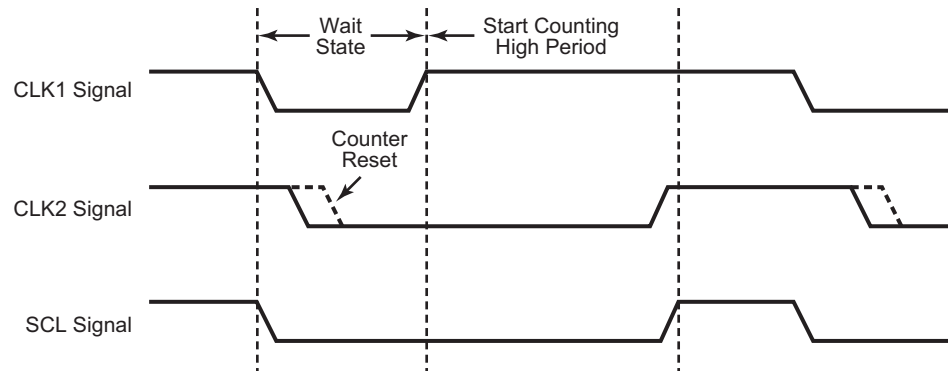 Wait
State
Start Counting
High Period
CLK1 Signal
Counter
Reset
CLK2 Signal
SCL Signal